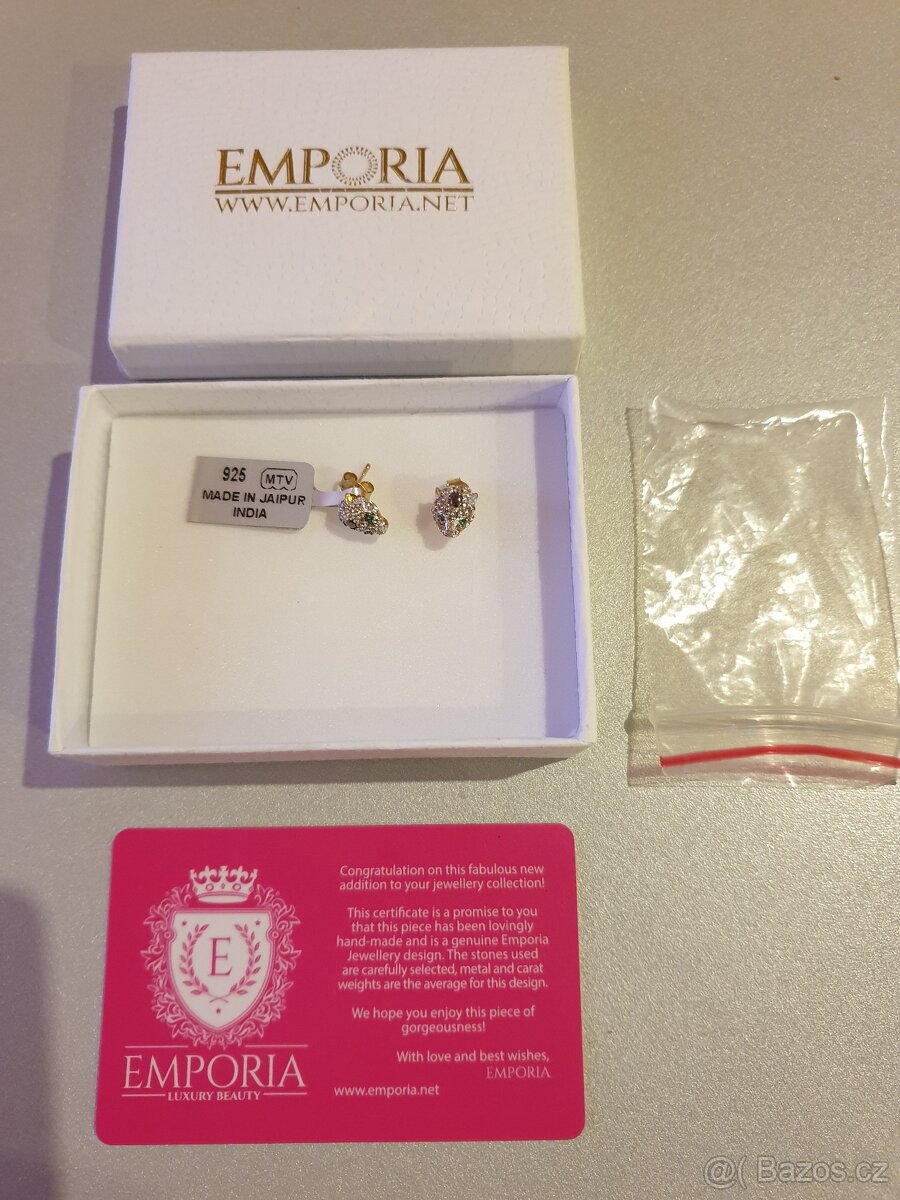 EMPORIA
WWW.EMPORIA.NET
925 MTV
MADE IN JAIPUR
INDIA
Congratulation on this fabulous new
addition to your jewellery collection!
This certificate is a promise to you
that this piece has been lovingly
hand-made and is a genuine Emporia
Jewellery design. The stones used
are carefully selected, metal and carat
weights are the average for this design.
We hope you enjoy this piece of
gorgeousness!
With love and best wishes,
EMPORIA
www.emporia.net
E
EMPORIA
LUXURY BEAUTY
@( Bazos.cz